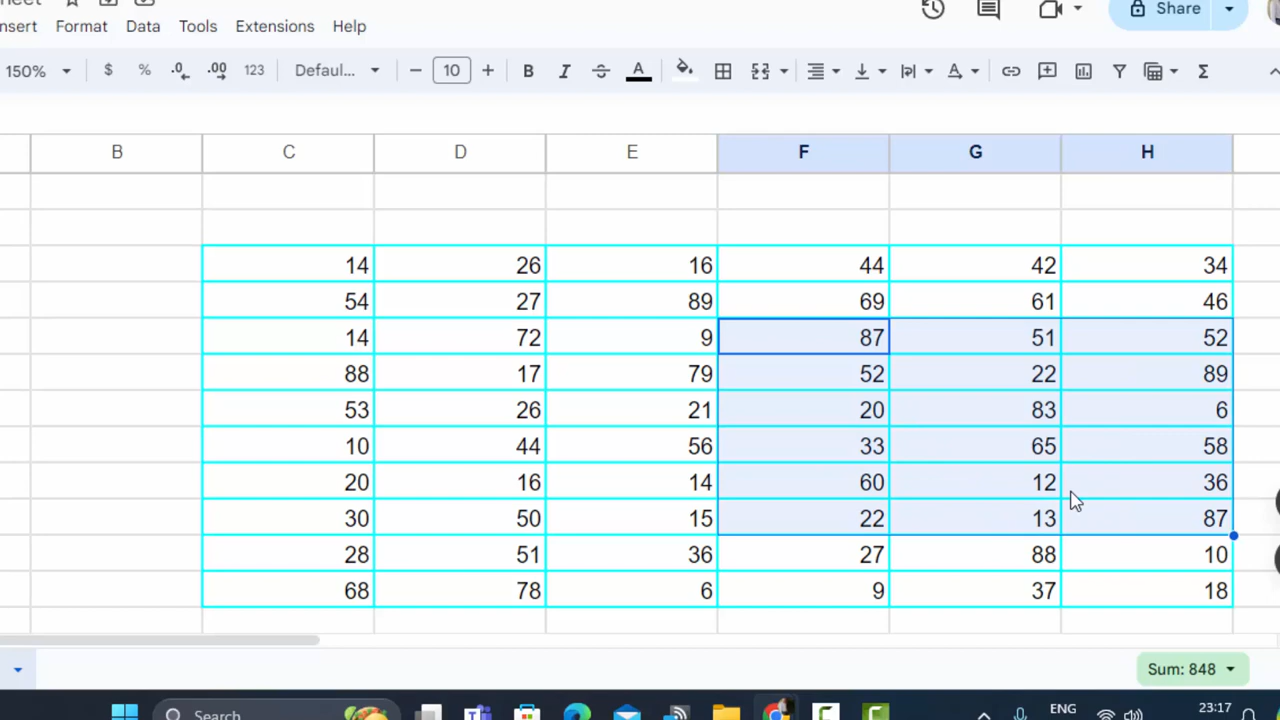 Format Data Tools Extensions Help
Share
150% $ % .0 .00 123 Defaul... 10 B I A Σ
B C D E F G H
14 26 16 44 42 34
54 27 89 69 61 46
14 72 9 87 51 52
88 17 79 52 22 89
53 26 21 20 83 6
10 44 56 33 65 58
20 16 14 60 12 36
30 50 15 22 13 87
28 51 36 27 88 10
68 78 6 9 37 18
Sum: 848
Search
ENG
23:17